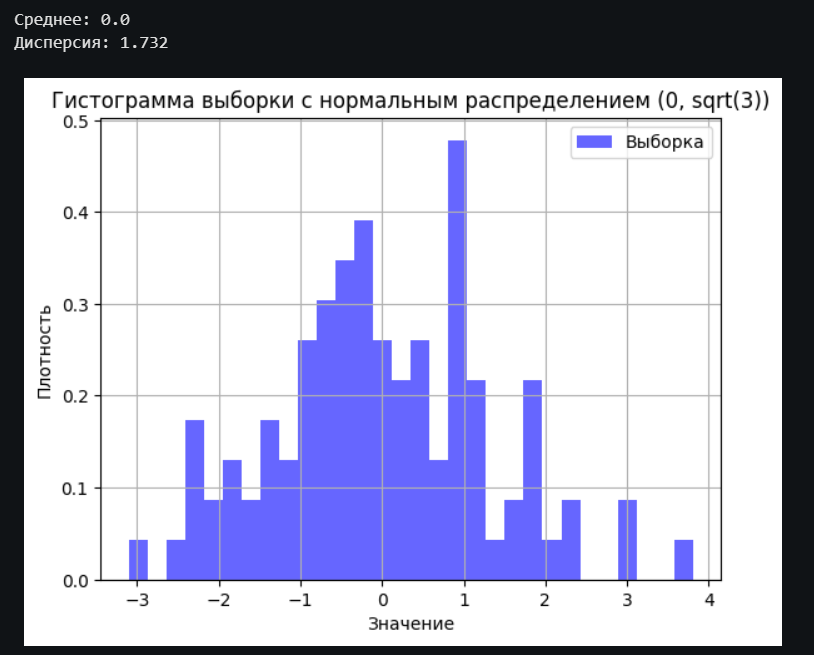 Среднее: 0.0
Дисперсия: 1.732
Гистограмма выборки с нормальным распределением (0, sqrt(3))
Выборка
0.5
0.4
0.3
0.2
0.1
0.0
Плотность
−3 −2 −1 0 1 2 3 4
Значение